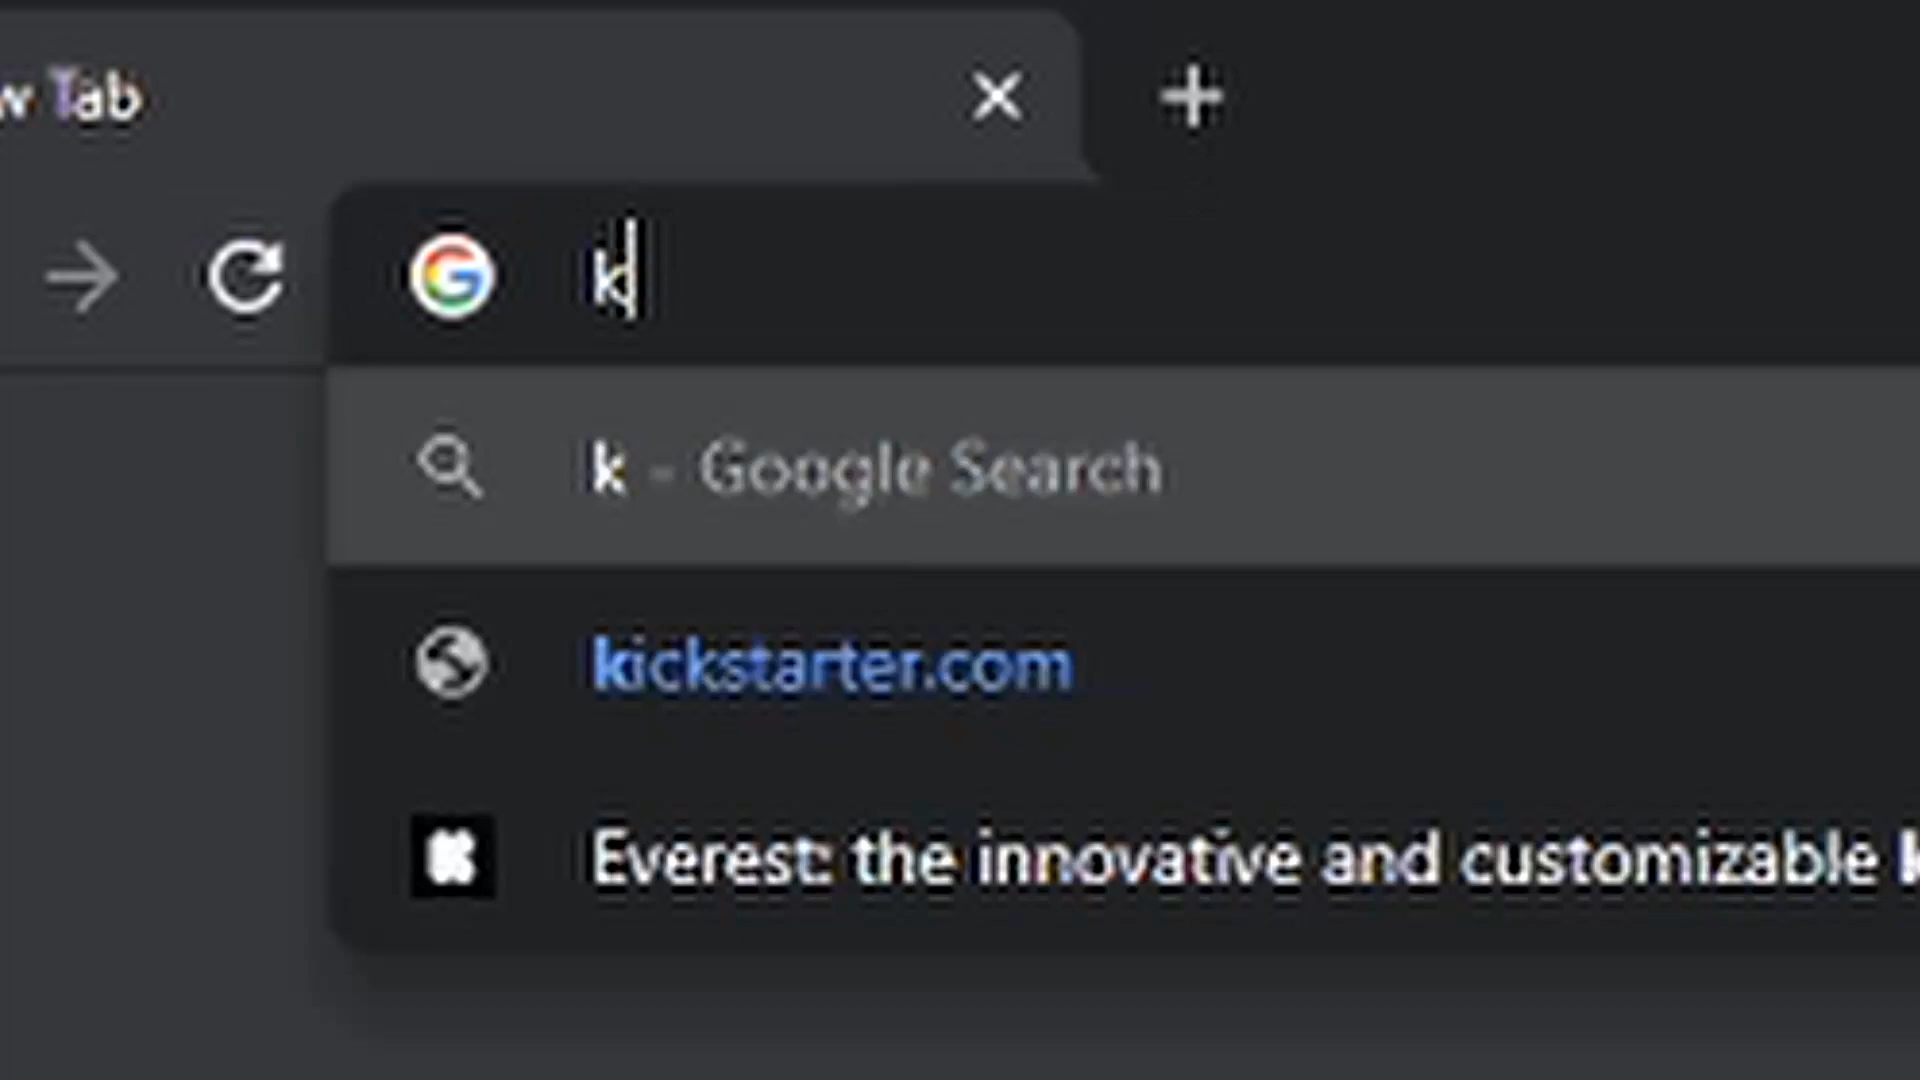 w Tab
k
k - Google Search
kickstarter.com
Everest: the innovative and customizable k